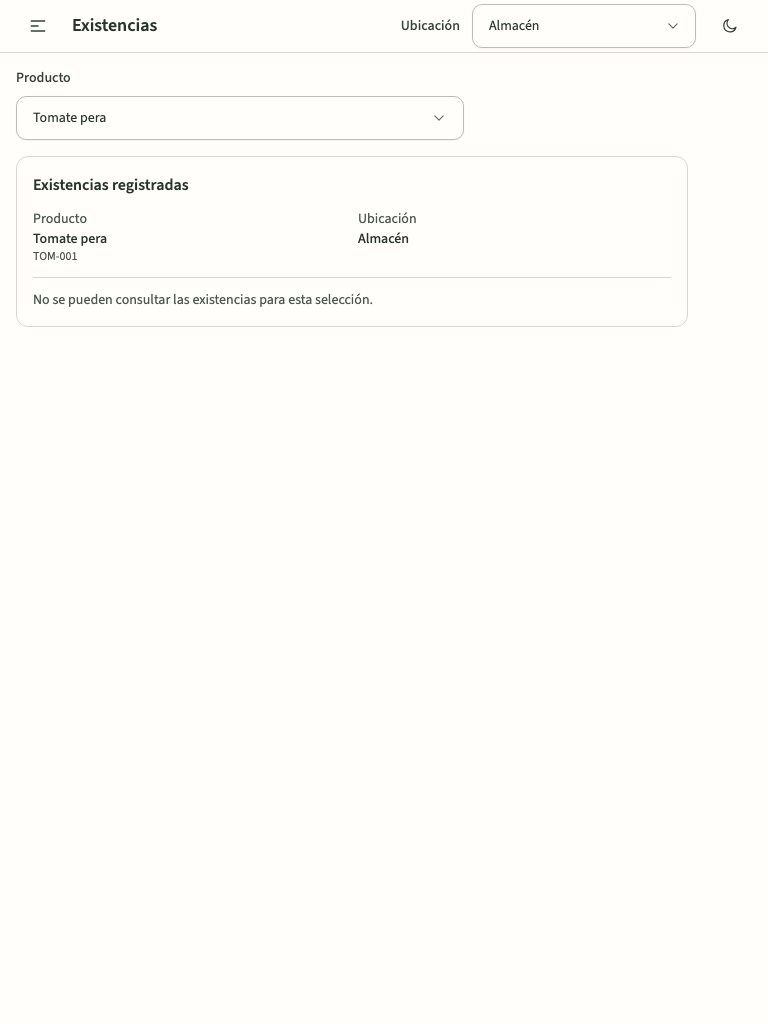 Existencias
Ubicación
Almacén
Producto
Tomate pera
Existencias registradas
Producto
Tomate pera
TOM-001
Ubicación
Almacén
No se pueden consultar las existencias para esta selección.